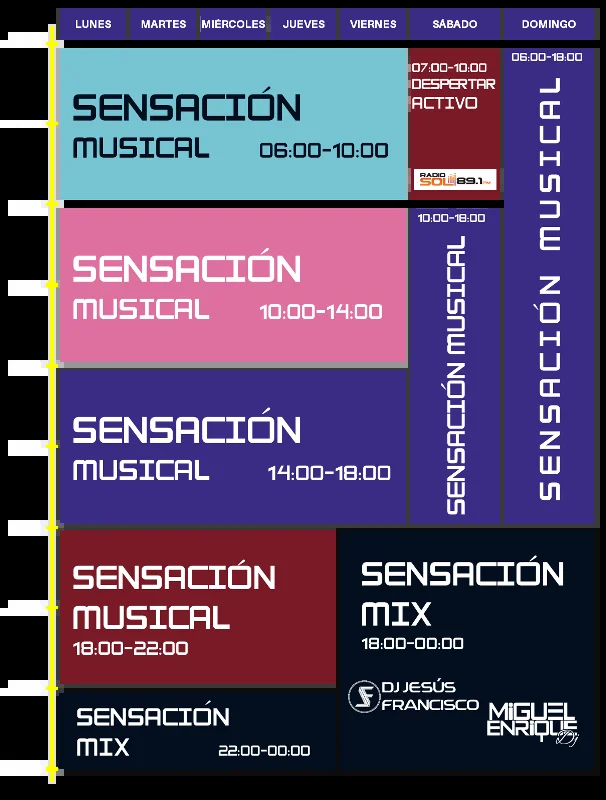 LUNES MARTES MIÉRCOLES JUEVES VIERNES SÁBADO DOMINGO
SENSACIÓN
MUSICAL 06:00-10:00
07:00-10:00
DESPERTAR
ACTIVO
RADIO
SOL 89.1 FM
06:00-18:00
SENSACIÓN MUSICAL
SENSACIÓN
MUSICAL 10:00-14:00
10:00-18:00
SENSACIÓN MUSICAL
SENSACIÓN
MUSICAL 14:00-18:00
SENSACIÓN
MUSICAL
18:00-22:00
SENSACIÓN
MIX
18:00-00:00
DJ JESÚS
FRANCISCO
MIGUEL
ENRIQUE
Dj
SENSACIÓN
MIX 22:00-00:00